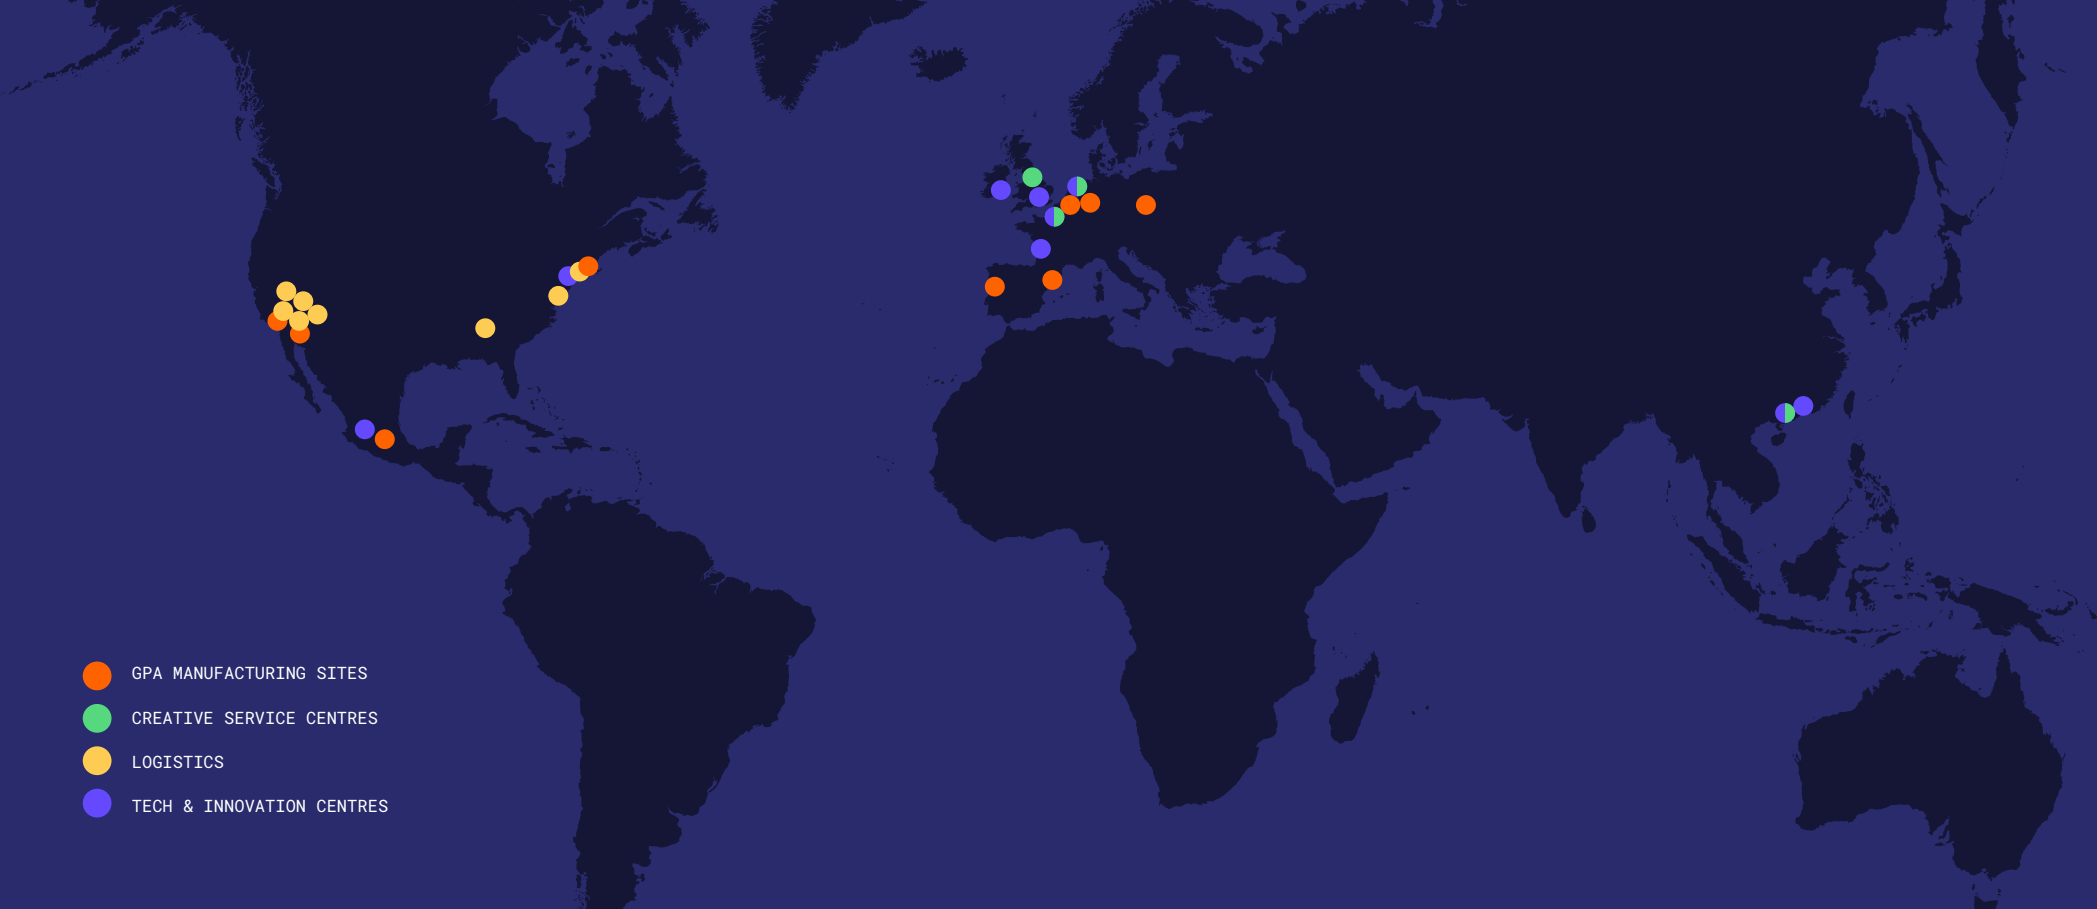 GPA MANUFACTURING SITES
CREATIVE SERVICE CENTRES
LOGISTICS
TECH & INNOVATION CENTRES